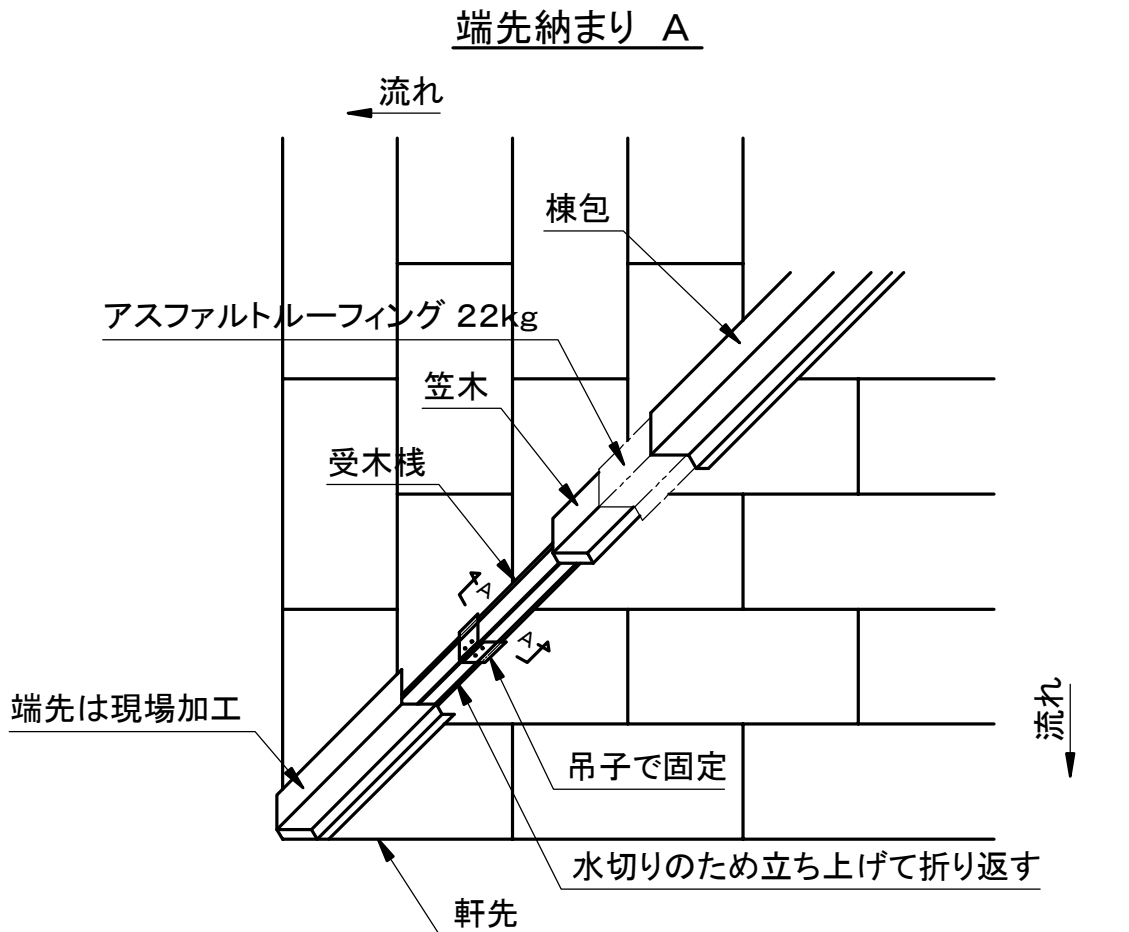 端先納まり A
流れ
棟包
アスファルトルーフィング 22kg
笠木
受木桟
A
A
端先は現場加工
流れ
吊子で固定
水切りのため立ち上げて折り返す
軒先